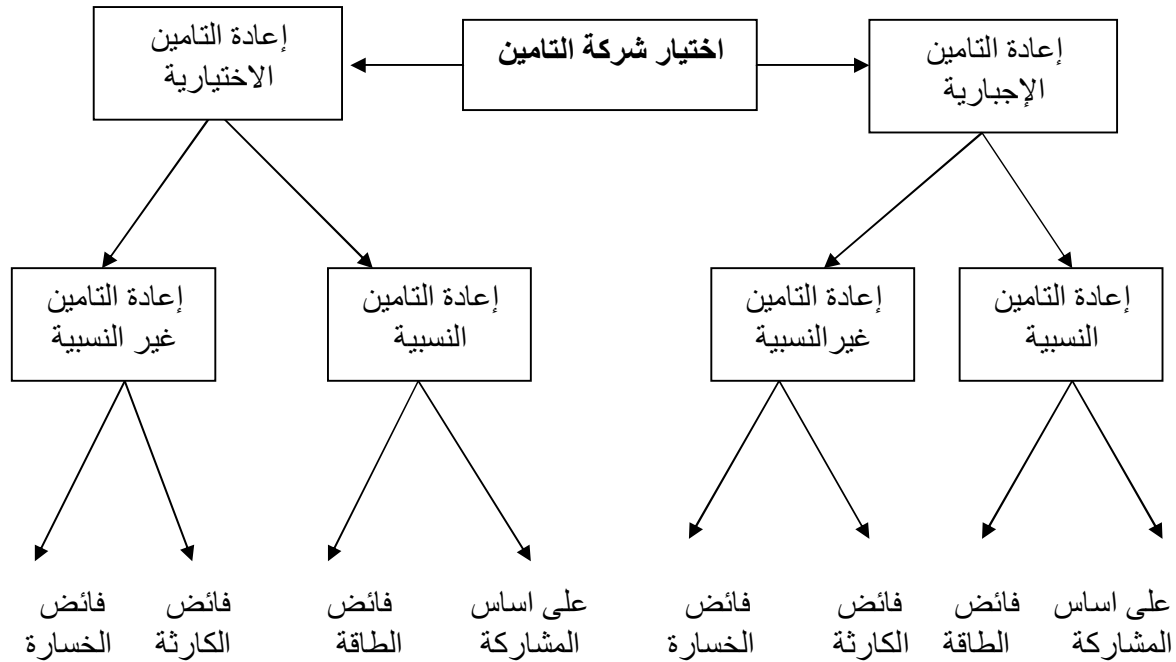 اختيار شركة التامين
إعادة التامين
الإجبارية
إعادة التامين
الاختيارية
إعادة التامين
النسبية
إعادة التامين
غير النسبية
إعادة التامين
النسبية
إعادة التامين
غير النسبية
على اساس
المشاركة
فائض
الطاقة
فائض
الكارثة
فائض
الخسارة
على اساس
المشاركة
فائض
الطاقة
فائض
الكارثة
فائض
الخسارة